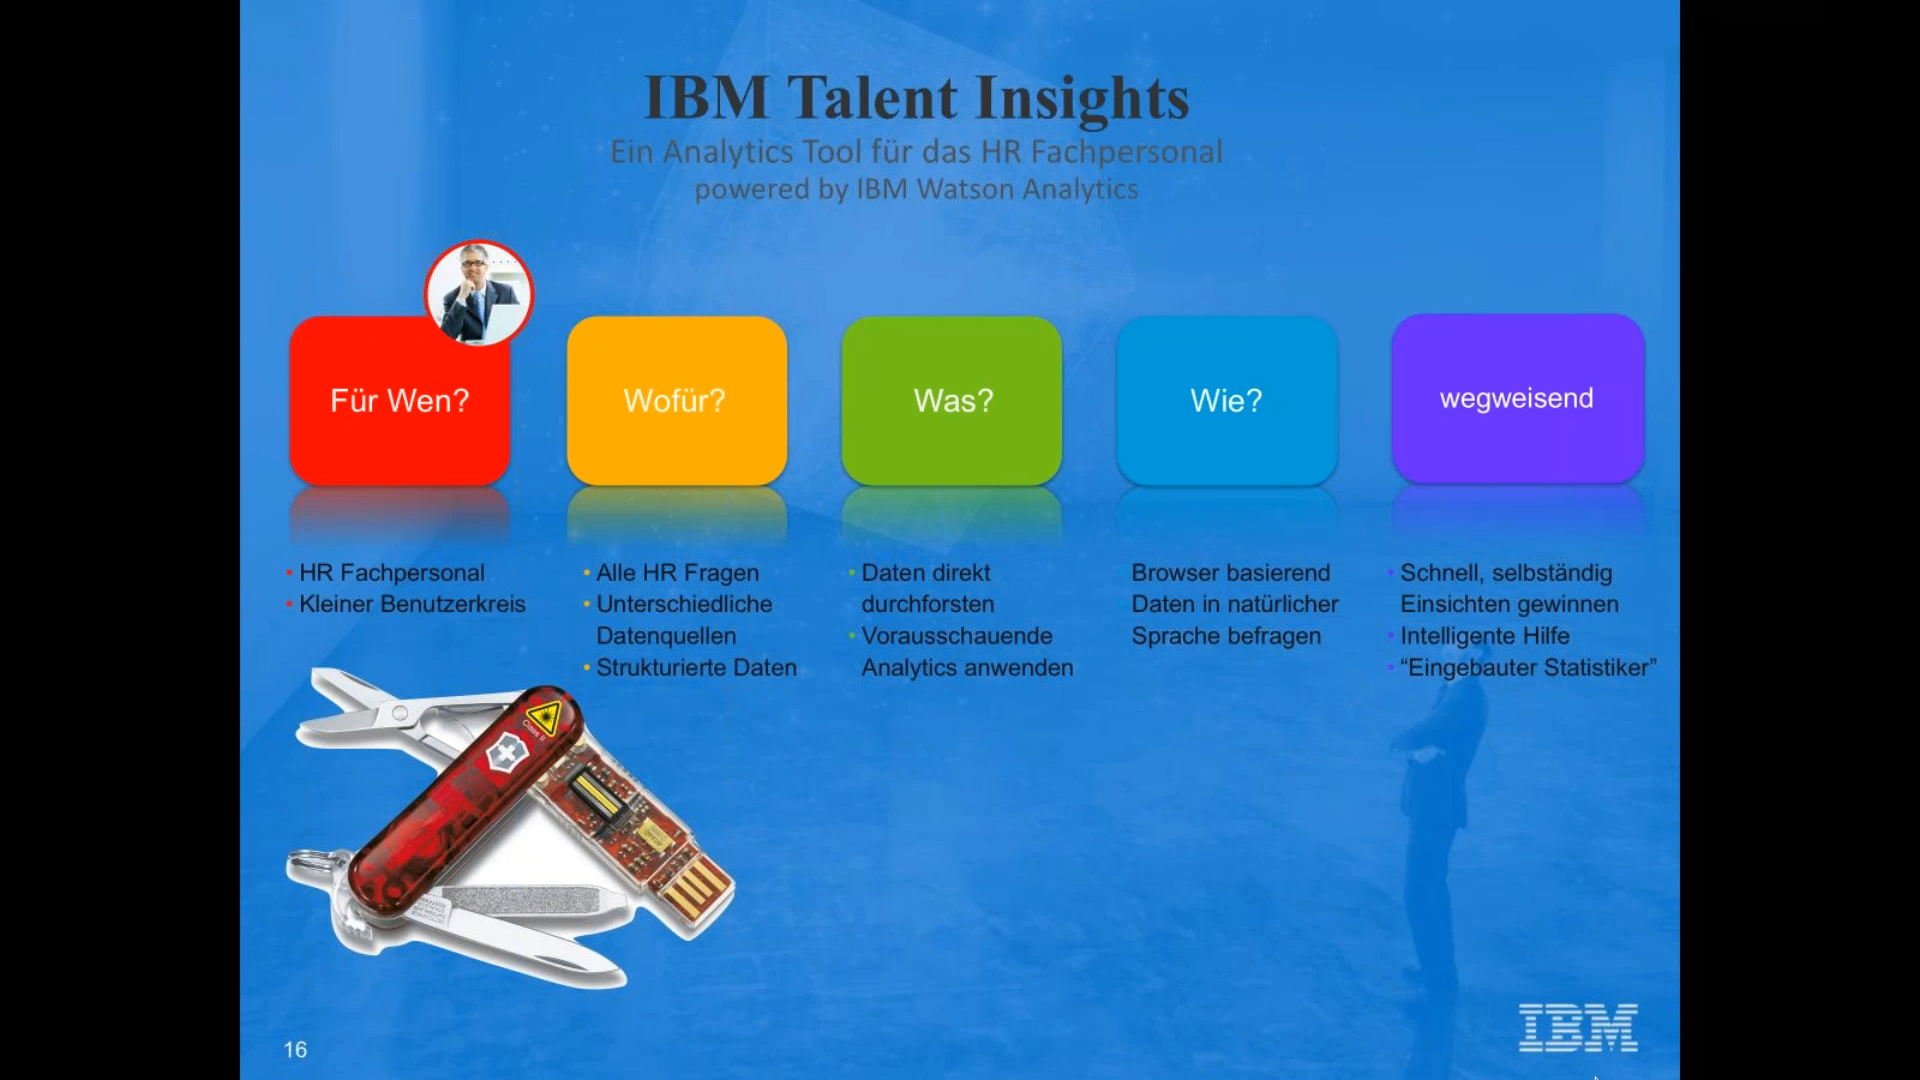 IBM Talent Insights
Ein Analytics Tool für das HR Fachpersonal
powered by IBM Watson Analytics
Für Wen?
Wofür?
Was?
Wie?
wegweisend
• HR Fachpersonal
• Kleiner Benutzerkreis
• Alle HR Fragen
• Unterschiedliche
Datenquellen
• Strukturierte Daten
• Daten direkt
durchforsten
• Vorausschauende
Analytics anwenden
Browser basierend
Daten in natürlicher
Sprache befragen
• Schnell, selbständig
Einsichten gewinnen
• Intelligente Hilfe
• “Eingebauter Statistiker”
Class II
16
IBM